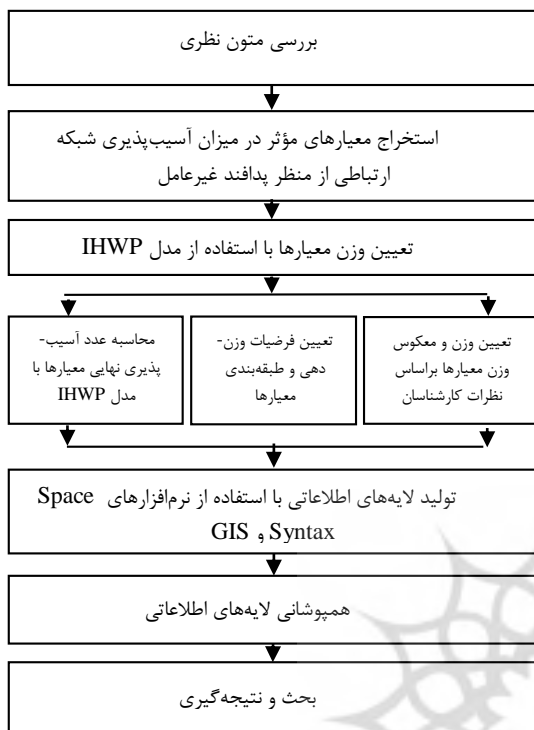 بررسی متون نظری
استخراج معیارهای مؤثر در میزان آسیب‌پذیری شبکه
ارتباطی از منظر پدافند غیرعامل
تعیین وزن معیارها با استفاده از مدل IHWP
تعیین وزن و معکوس
وزن معیارها براساس
نظرات کارشناسان
تعیین فرضیات وزن-
دهی و طبقه‌بندی
معیارها
محاسبه عدد آسیب-
پذیری نهایی معیارها با
مدل IHWP
تولید لایه‌های اطلاعاتی با استفاده از نرم‌افزارهای Space
Syntax و GIS
همپوشانی لایه‌های اطلاعاتی
بحث و نتیجه‌گیری